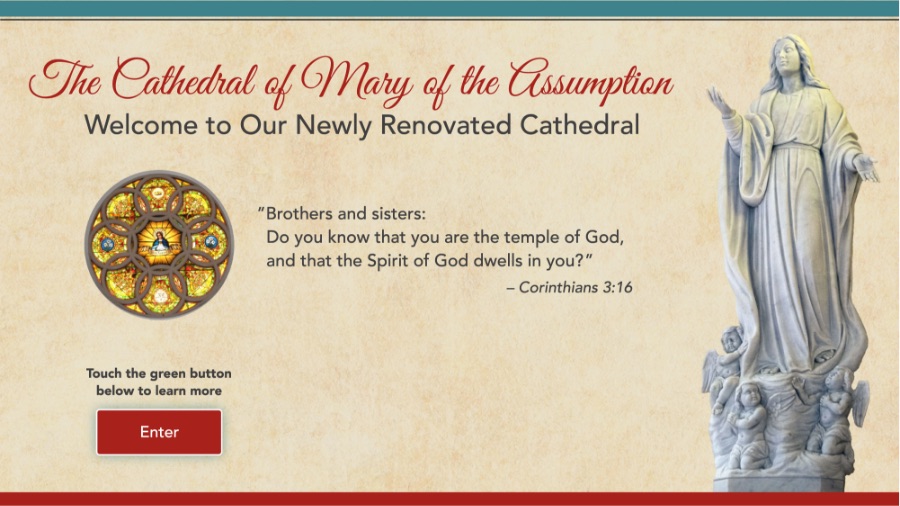 The Cathedral of Mary of the Assumption
Welcome to Our Newly Renovated Cathedral
“Brothers and sisters:
Do you know that you are the temple of God,
and that the Spirit of God dwells in you?”
– Corinthians 3:16
Touch the green button
below to learn more
Enter